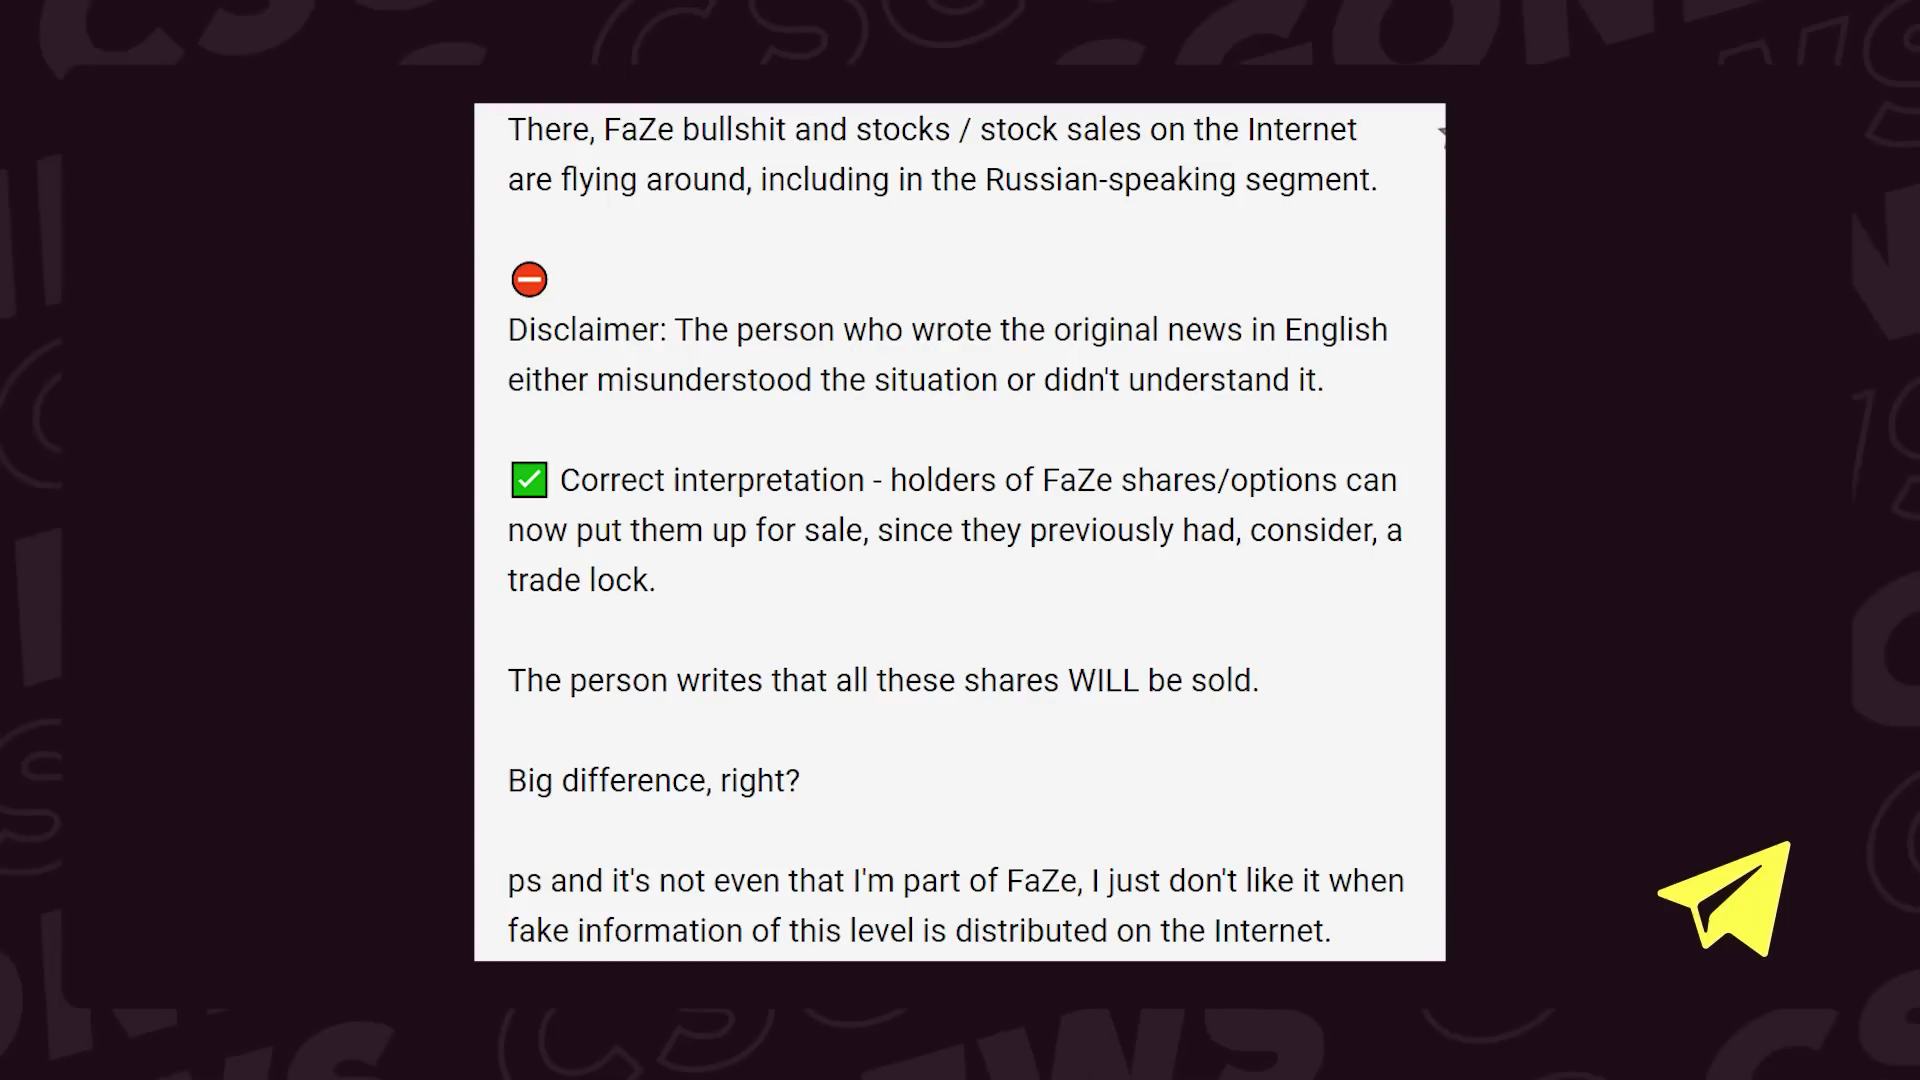 There, FaZe bullshit and stocks / stock sales on the Internet
are flying around, including in the Russian-speaking segment.
Disclaimer: The person who wrote the original news in English
either misunderstood the situation or didn't understand it.
Correct interpretation - holders of FaZe shares/options can
now put them up for sale, since they previously had, consider, a
trade lock.
The person writes that all these shares WILL be sold.
Big difference, right?
ps and it's not even that I'm part of FaZe, I just don't like it when
fake information of this level is distributed on the Internet.